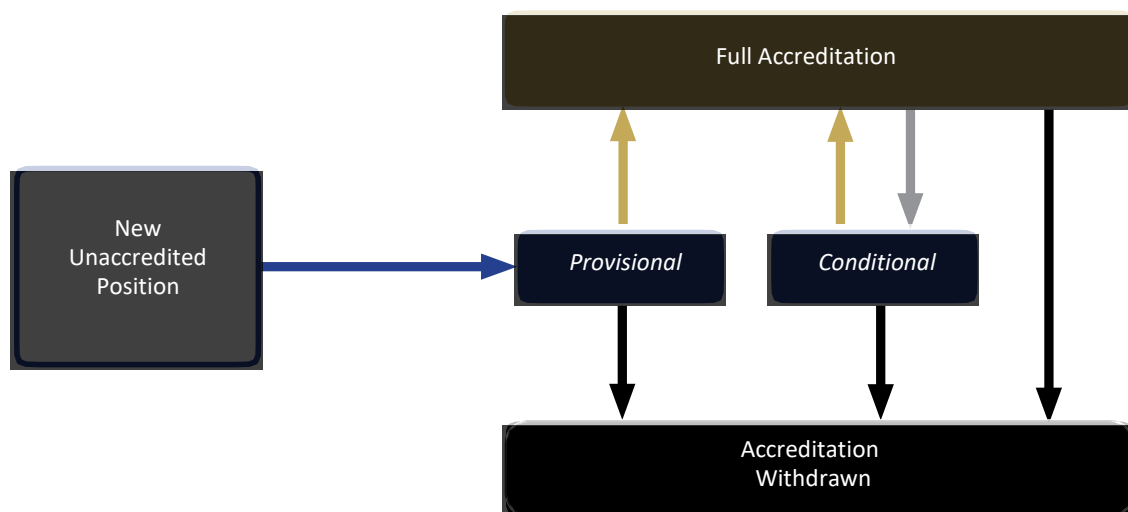 Full Accreditation
New
Unaccredited
Position
Provisional
Conditional
Accreditation
Withdrawn